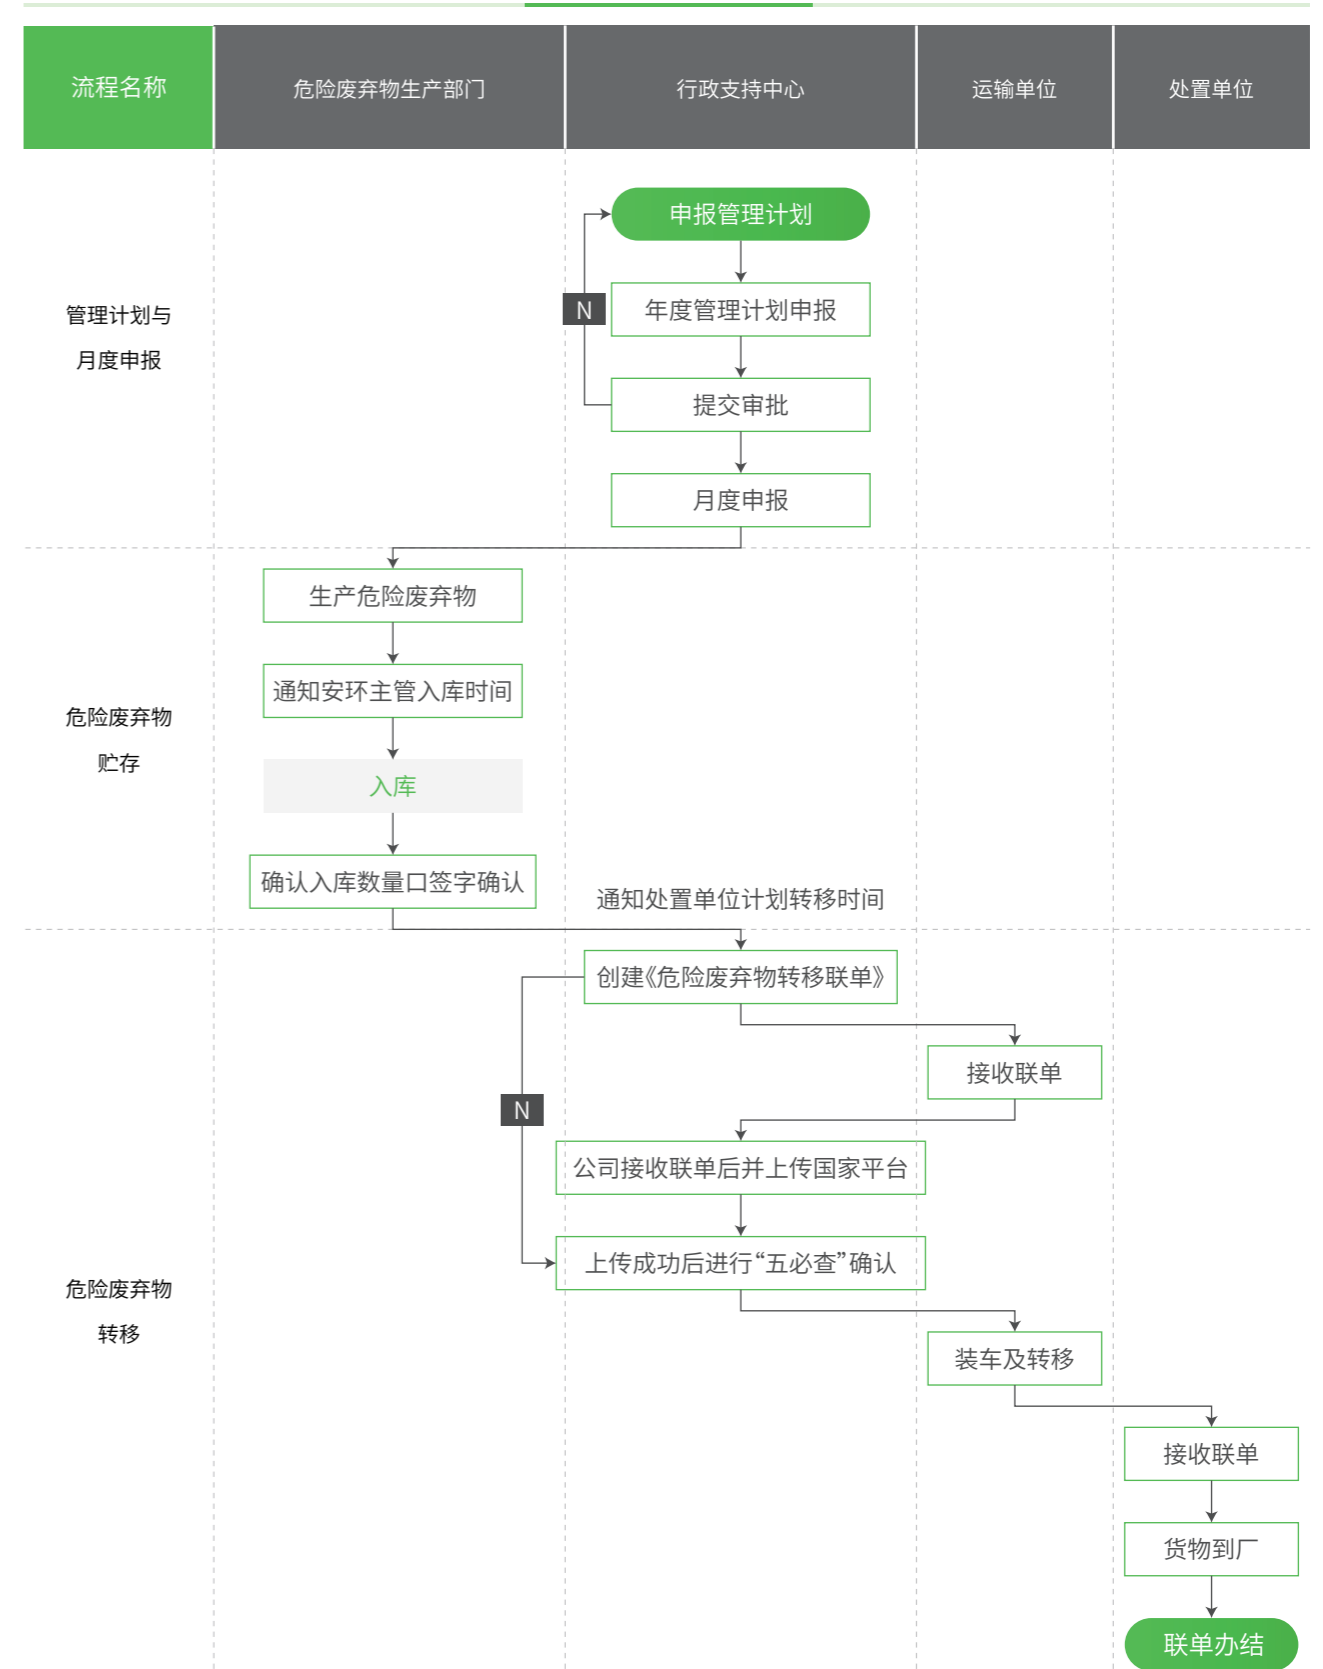 流程名称
危险废弃物生产部门
行政支持中心
运输单位
处置单位
管理计划与
月度申报
申报管理计划
N
年度管理计划申报
提交审批
月度申报
危险废弃物
贮存
生产危险废弃物
通知安环主管入库时间
入库
确认入库数量口签字确认
通知处置单位计划转移时间
危险废弃物
转移
创建《危险废弃物转移联单》
接收联单
N
公司接收联单后并上传国家平台
上传成功后进行“五必查”确认
装车及转移
接收联单
货物到厂
联单办结